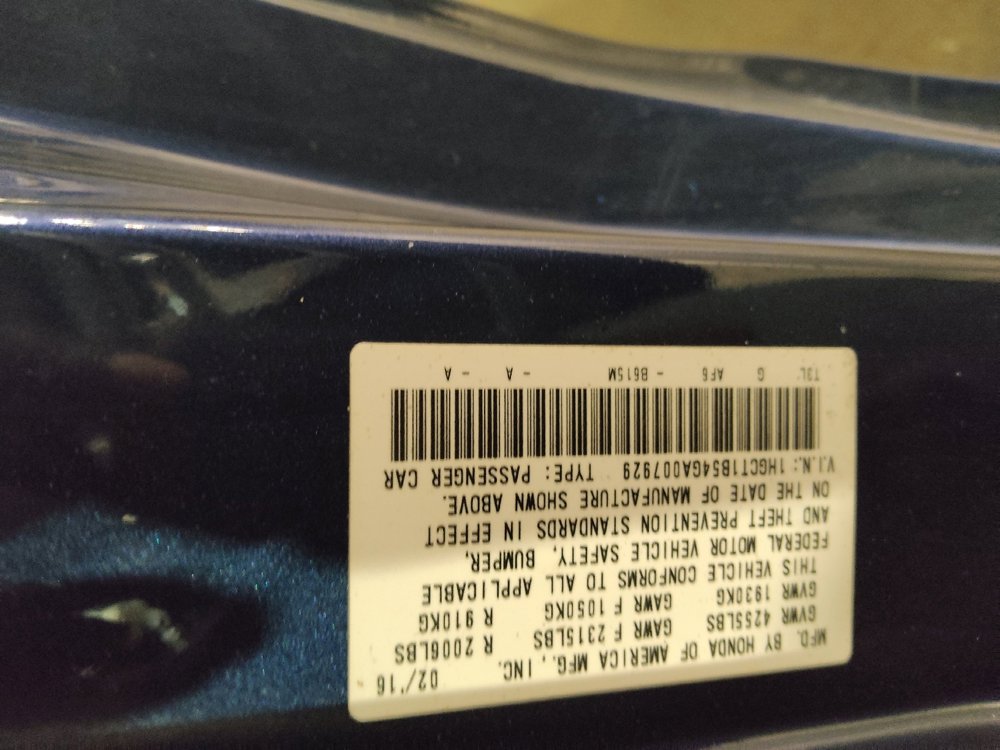 MFD. BY HONDA OF AMERICA MFG., INC. 02/'16
GVWR 4255LBS GAWR F 2315LBS R 2006LBS
GVWR 1930KG GAWR F 1050KG R 910KG
THIS VEHICLE CONFORMS TO ALL APPLICABLE
FEDERAL MOTOR VEHICLE SAFETY, BUMPER,
AND THEFT PREVENTION STANDARDS IN EFFECT
ON THE DATE OF MANUFACTURE SHOWN ABOVE.
V.I.N.: 1HGCT1B54GA007929 TYPE: PASSENGER CAR
T3L' G AF6 - B615M - A - A